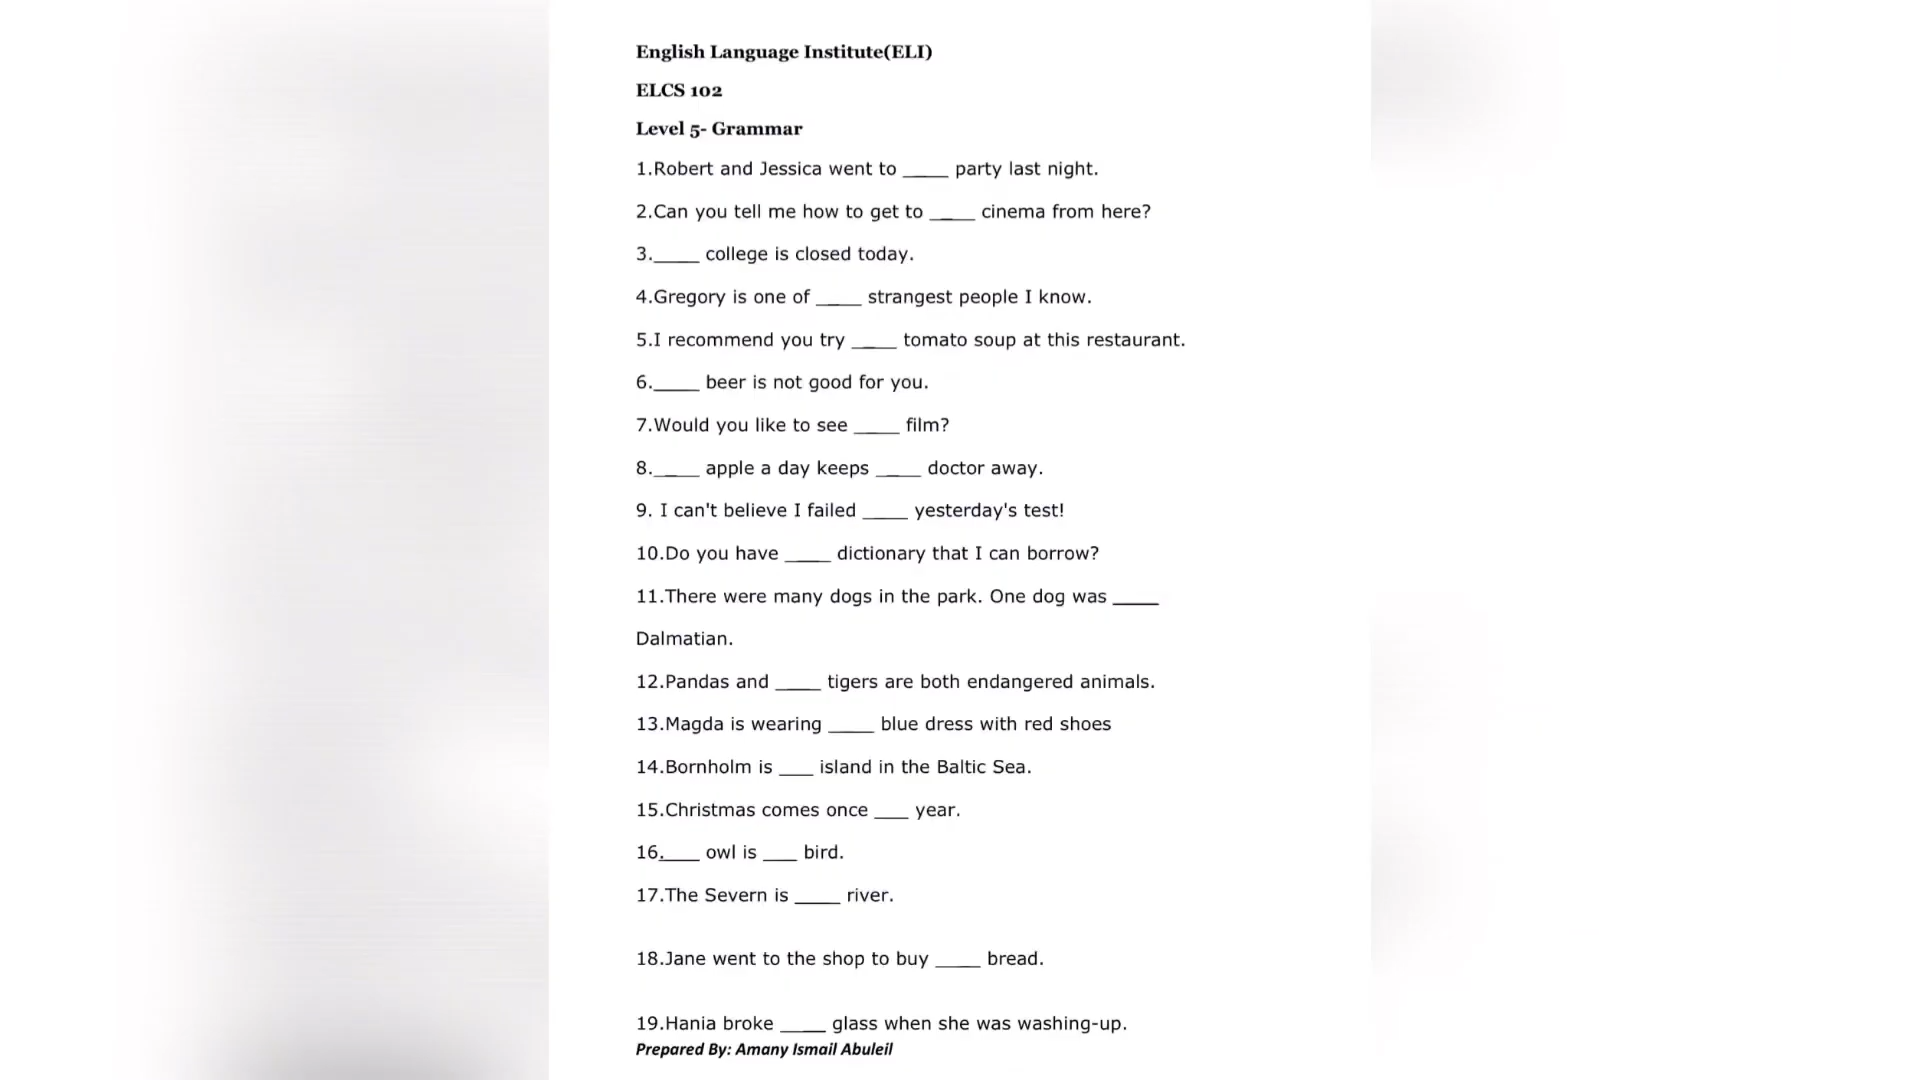 English Language Institute(ELI)
ELCS 102
Level 5- Grammar
1.Robert and Jessica went to ____ party last night.
2.Can you tell me how to get to ____ cinema from here?
3.____ college is closed today.
4.Gregory is one of ____ strangest people I know.
5.I recommend you try ____ tomato soup at this restaurant.
6.____ beer is not good for you.
7.Would you like to see ____ film?
8.____ apple a day keeps ____ doctor away.
9. I can't believe I failed ____ yesterday's test!
10.Do you have ____ dictionary that I can borrow?
11.There were many dogs in the park. One dog was ____
Dalmatian.
12.Pandas and ____ tigers are both endangered animals.
13.Magda is wearing ____ blue dress with red shoes
14.Bornholm is ___ island in the Baltic Sea.
15.Christmas comes once ___ year.
16.____ owl is ___ bird.
17.The Severn is ____ river.
18.Jane went to the shop to buy ____ bread.
19.Hania broke ____ glass when she was washing-up.
Prepared By: Amany Ismail Abuleil